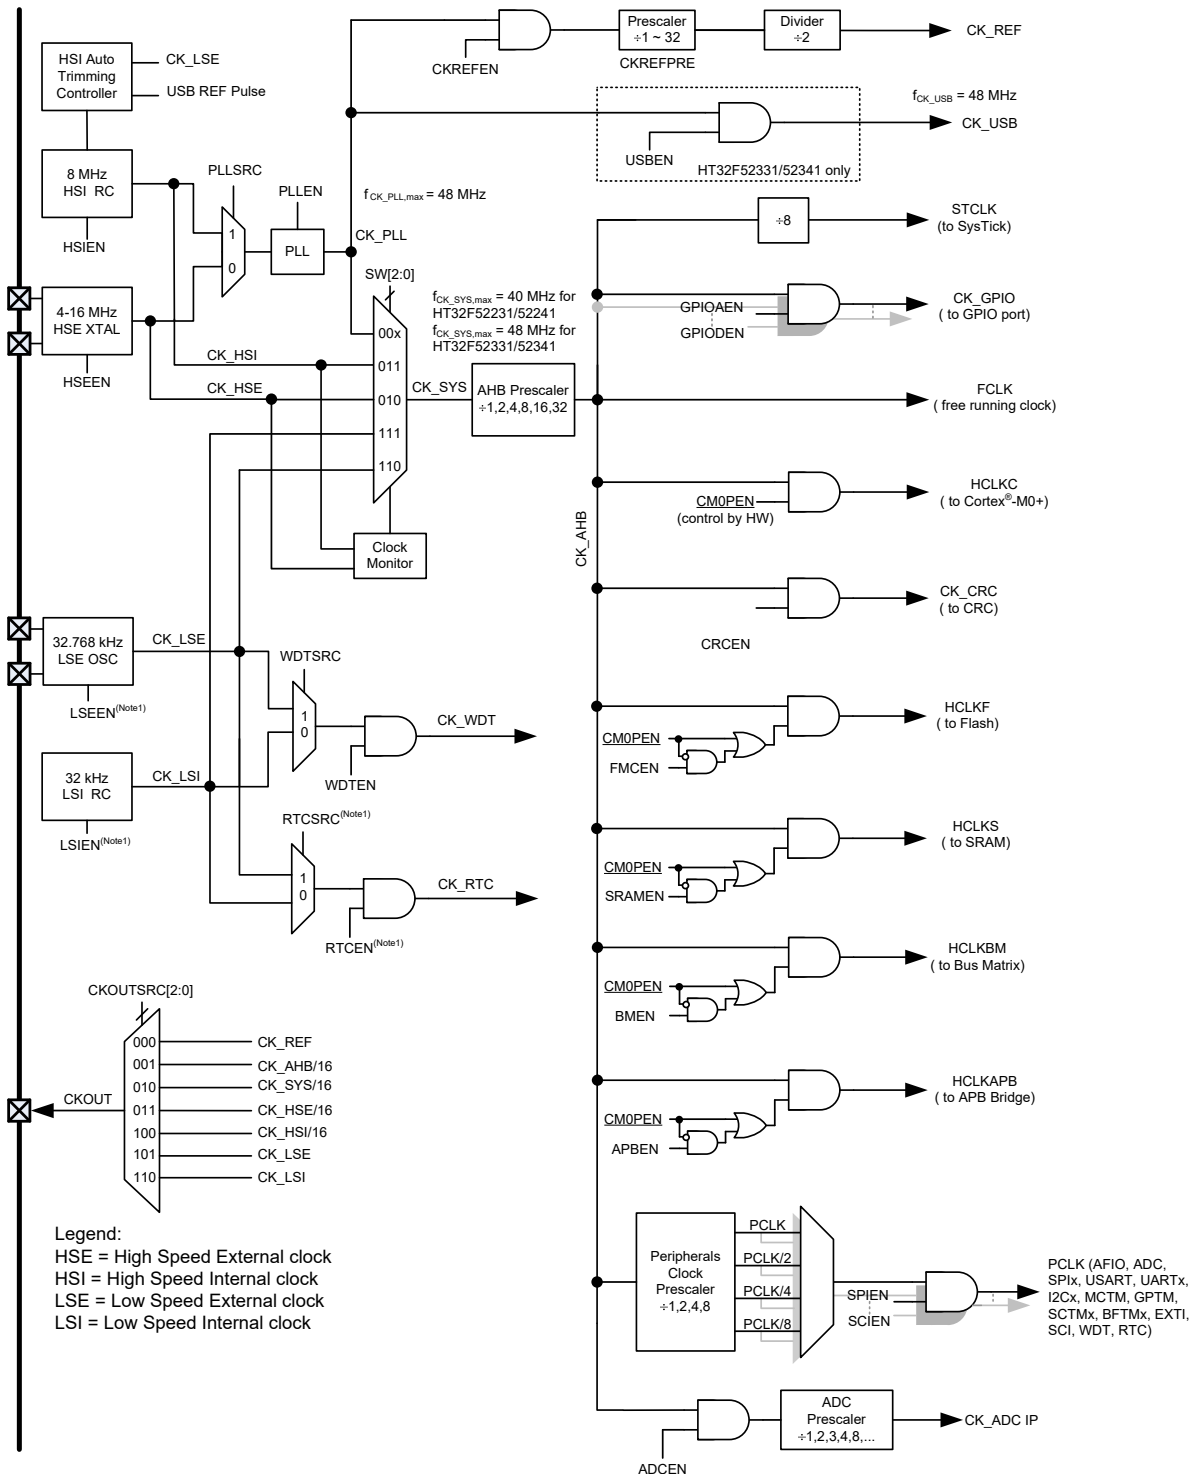 Prescaler
÷1 ~ 32
CKREFPRE
Divider
÷2
CK_REF
CKREFEN
HSI Auto
Trimming
Controller
CK_LSE
USB REF Pulse
fCK_USB = 48 MHz
CK_USB
USBEN
HT32F52331/52341 only
8 MHz
HSI RC
HSIEN
PLLSRC
1
0
PLLEN
PLL
fCK_PLL,max = 48 MHz
CK_PLL
÷8
STCLK
(to SysTick)
4-16 MHz
HSE XTAL
HSEEN
SW[2:0]
00x
011
010
111
110
fCK_SYS,max = 40 MHz for
HT32F52231/52241
fCK_SYS,max = 48 MHz for
HT32F52331/52341
GPIOAEN
GPIODEN
CK_GPIO
( to GPIO port)
CK_HSI
CK_HSE
CK_SYS
AHB Prescaler
÷1,2,4,8,16,32
FCLK
( free running clock)
CM0PEN
(control by HW)
HCLKC
( to Cortex®-M0+)
CK_AHB
Clock
Monitor
CRCEN
CK_CRC
( to CRC)
32.768 kHz
LSE OSC
CK_LSE
LSEEN(Note1)
WDTSRC
1
0
CK_WDT
WDTEN
CM0PEN
FMCEN
HCLKF
( to Flash)
32 kHz
LSI RC
CK_LSI
LSIEN(Note1)
RTCSRC(Note1)
1
0
CK_RTC
RTCEN(Note1)
CM0PEN
SRAMEN
HCLKS
( to SRAM)
CM0PEN
BMEN
HCLKBM
( to Bus Matrix)
CKOUTSRC[2:0]
000 CK_REF
001 CK_AHB/16
010 CK_SYS/16
CKOUT 011 CK_HSE/16
100 CK_HSI/16
101 CK_LSE
110 CK_LSI
CM0PEN
APBEN
HCLKAPB
( to APB Bridge)
Legend:
HSE = High Speed External clock
HSI = High Speed Internal clock
LSE = Low Speed External clock
LSI = Low Speed Internal clock
Peripherals
Clock
Prescaler
÷1,2,4,8
PCLK
PCLK/2
PCLK/4
PCLK/8
SPIEN
SCIEN
PCLK (AFIO, ADC,
SPIx, USART, UARTx,
I2Cx, MCTM, GPTM,
SCTMx, BFTMx, EXTI,
SCI, WDT, RTC)
ADCEN
ADC
Prescaler
÷1,2,3,4,8,...
CK_ADC IP